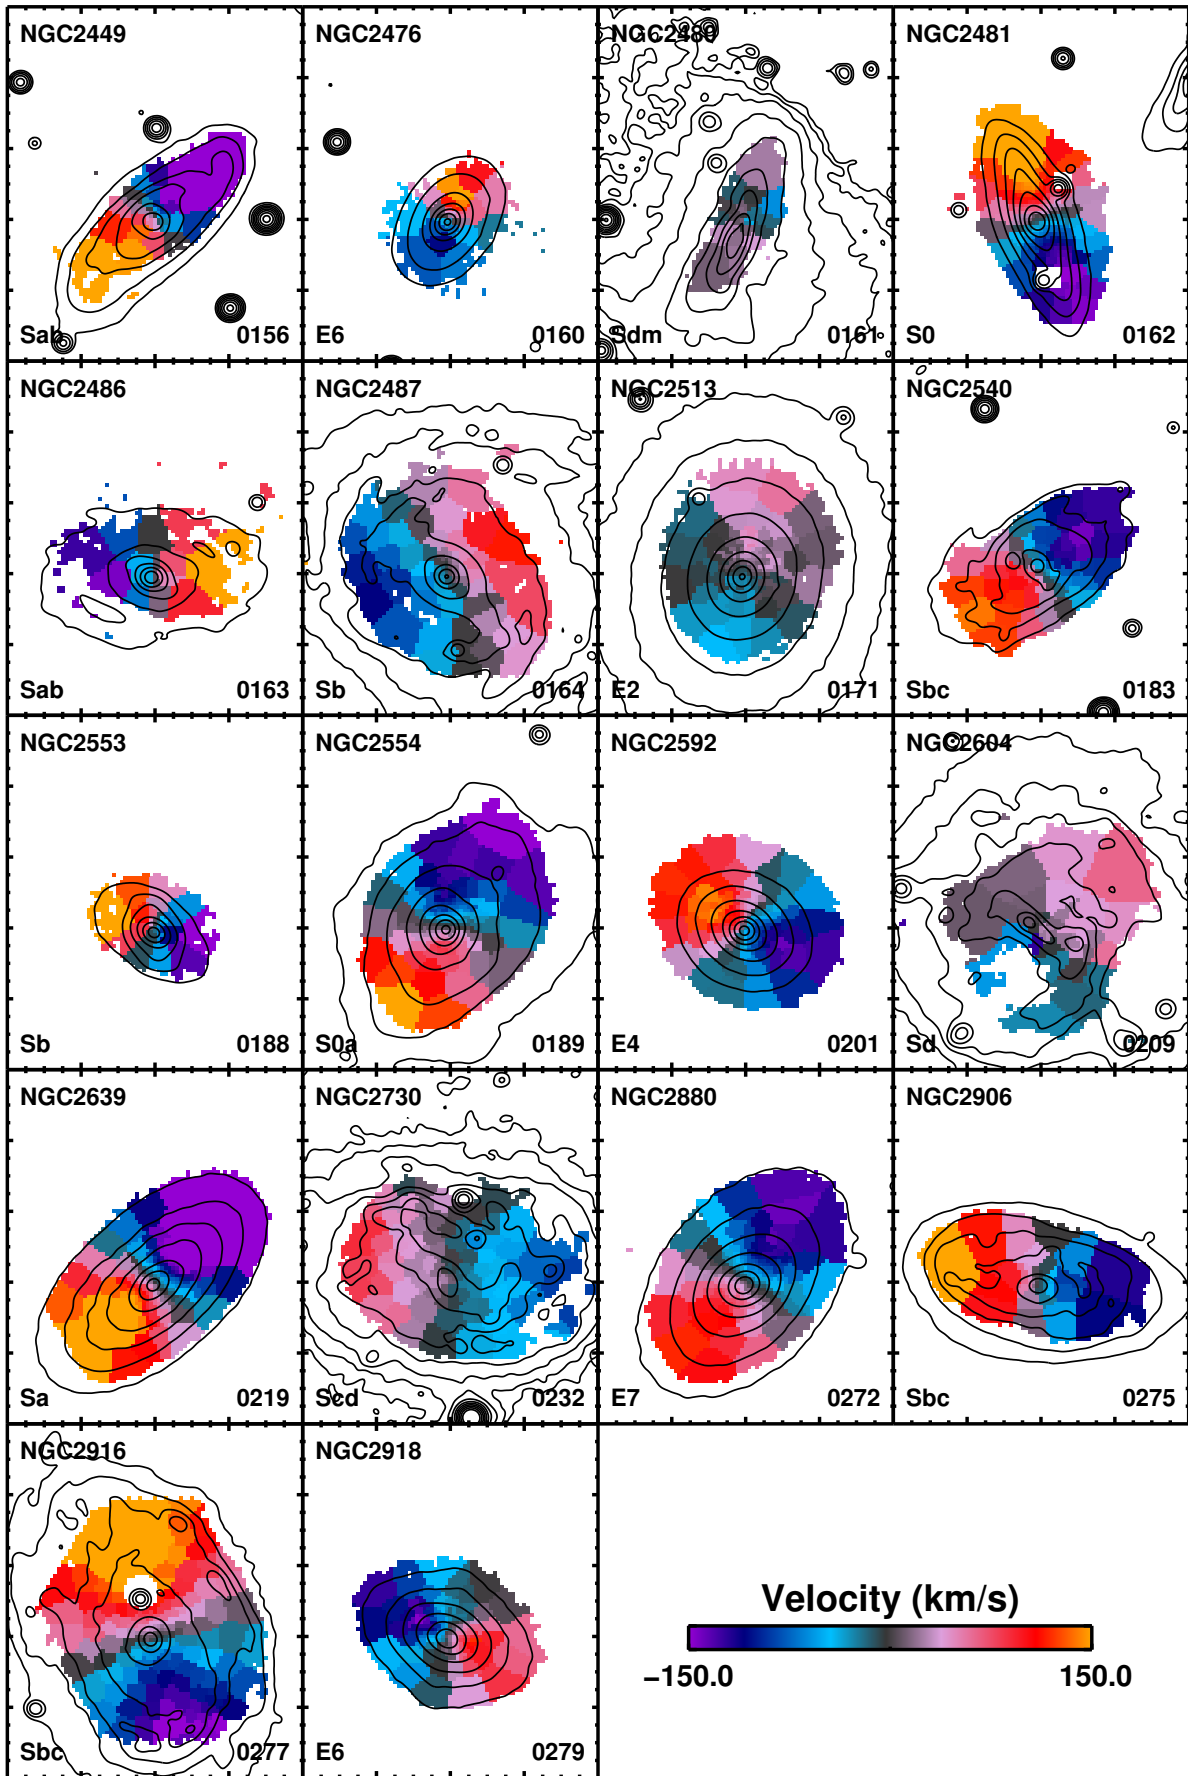 NGC2449 NGC2476 NGC2480 NGC2481
Sab 0156 E6 0160 Sdm 0161 S0 0162
NGC2486 NGC2487 NGC2513 NGC2540
Sab 0163 Sb 0164 E2 0171 Sbc 0183
NGC2553 NGC2554 NGC2592 NGC2604
Sb 0188 S0a 0189 E4 0201 Sd 0209
NGC2639 NGC2730 NGC2880 NGC2906
Sa 0219 Scd 0232 E7 0272 Sbc 0275
NGC2916 NGC2918
Velocity (km/s)
−150.0 150.0
Sbc 0277 E6 0279